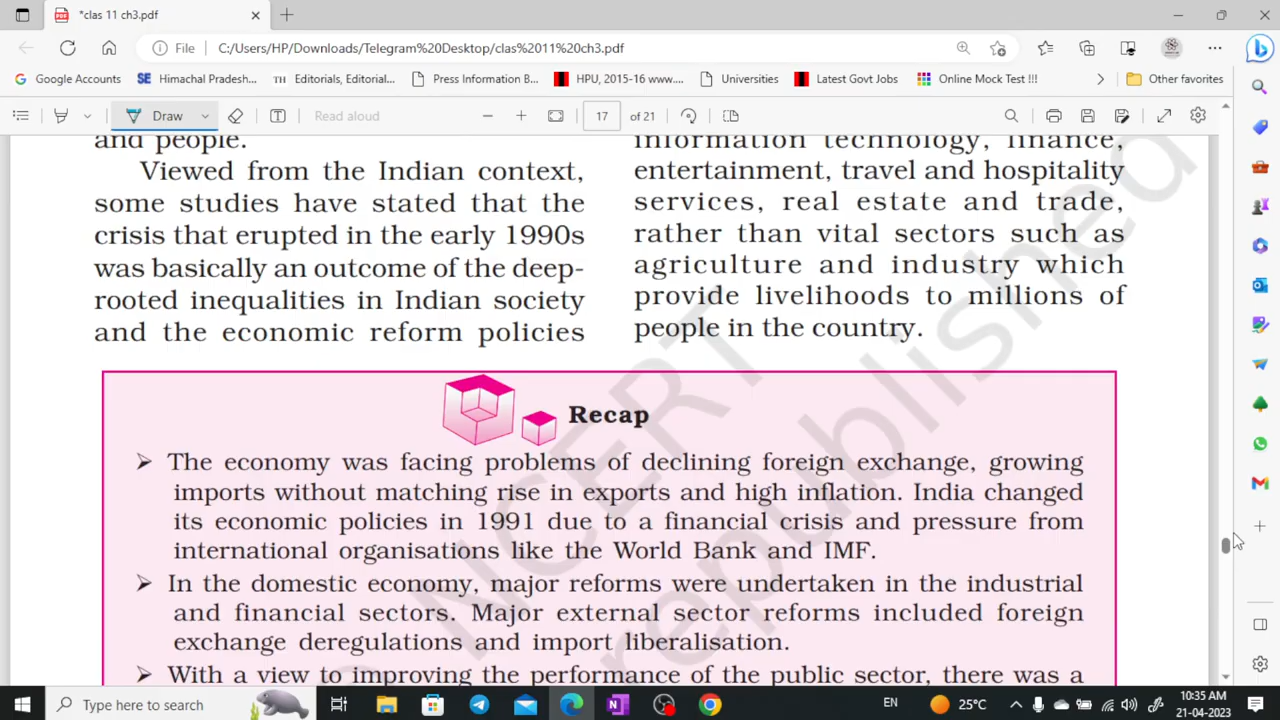 *clas 11 ch3.pdf
File
C:/Users/HP/Downloads/Telegram%20Desktop/clas%2011%20ch3.pdf
Google Accounts
SE Himachal Pradesh...
TH Editorials, Editorial...
Press Information B...
HPU, 2015-16 www....
Universities
Latest Govt Jobs
Online Mock Test !!!
Other favorites
Draw
Read aloud
17 of 21
and people.
Viewed from the Indian context,
some studies have stated that the
crisis that erupted in the early 1990s
was basically an outcome of the deep-
rooted inequalities in Indian society
and the economic reform policies
information technology, finance,
entertainment, travel and hospitality
services, real estate and trade,
rather than vital sectors such as
agriculture and industry which
provide livelihoods to millions of
people in the country.
Recap
➢ The economy was facing problems of declining foreign exchange, growing
imports without matching rise in exports and high inflation. India changed
its economic policies in 1991 due to a financial crisis and pressure from
international organisations like the World Bank and IMF.
➢ In the domestic economy, major reforms were undertaken in the industrial
and financial sectors. Major external sector reforms included foreign
exchange deregulations and import liberalisation.
➢ With a view to improving the performance of the public sector, there was a
NCERT
republished
Type here to search
EN
25°C
10:35 AM
21-04-2023